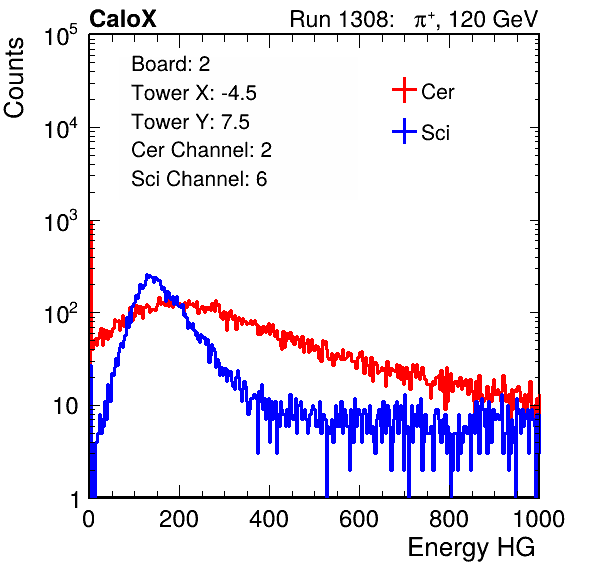 CaloX Run 1308: π⁺, 120 GeV
Counts
Board: 2
Tower X: -4.5
Tower Y: 7.5
Cer Channel: 2
Sci Channel: 6
Cer
Sci
10⁵
10⁴
10³
10²
10
1
0 200 400 600 800 1000
Energy HG